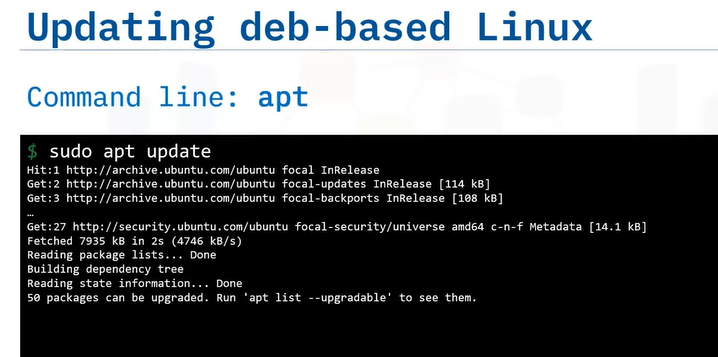 Updating deb-based Linux
Command line: apt
$ sudo apt update
Hit:1 http://archive.ubuntu.com/ubuntu focal InRelease
Get:2 http://archive.ubuntu.com/ubuntu focal-updates InRelease [114 kB]
Get:3 http://archive.ubuntu.com/ubuntu focal-backports InRelease [108 kB]
…
Get:27 http://security.ubuntu.com/ubuntu focal-security/universe amd64 c-n-f Metadata [14.1 kB]
Fetched 7935 kB in 2s (4746 kB/s)
Reading package lists... Done
Building dependency tree
Reading state information... Done
50 packages can be upgraded. Run 'apt list --upgradable' to see them.